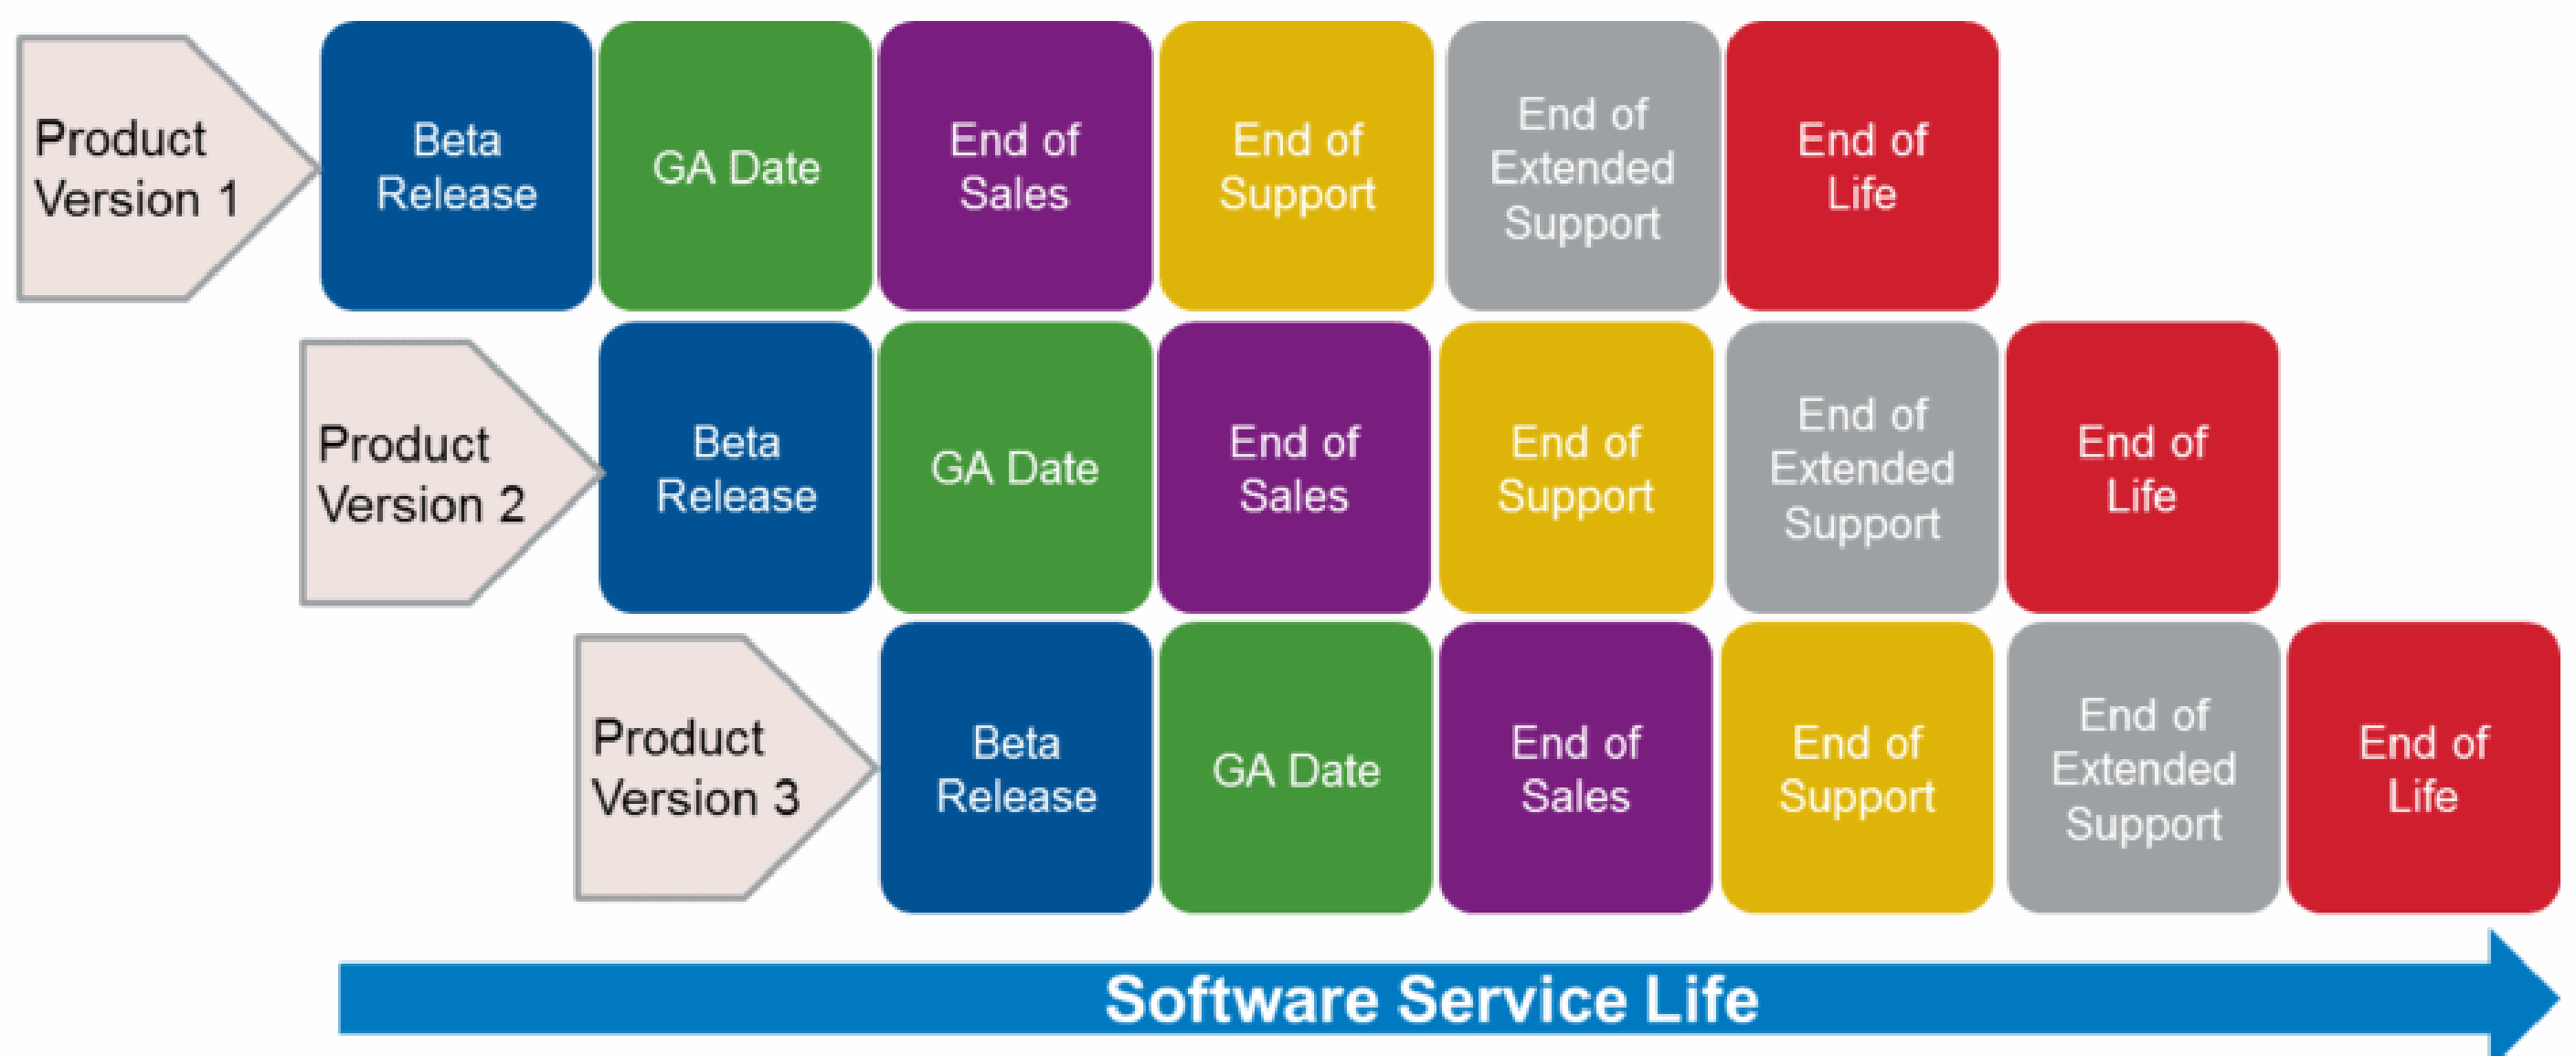 Product
Version 1
Beta
Release
GA Date
End of
Sales
End of
Support
End of
Extended
Support
End of
Life
Product
Version 2
Beta
Release
GA Date
End of
Sales
End of
Support
End of
Extended
Support
End of
Life
Product
Version 3
Beta
Release
GA Date
End of
Sales
End of
Support
End of
Extended
Support
End of
Life
Software Service Life